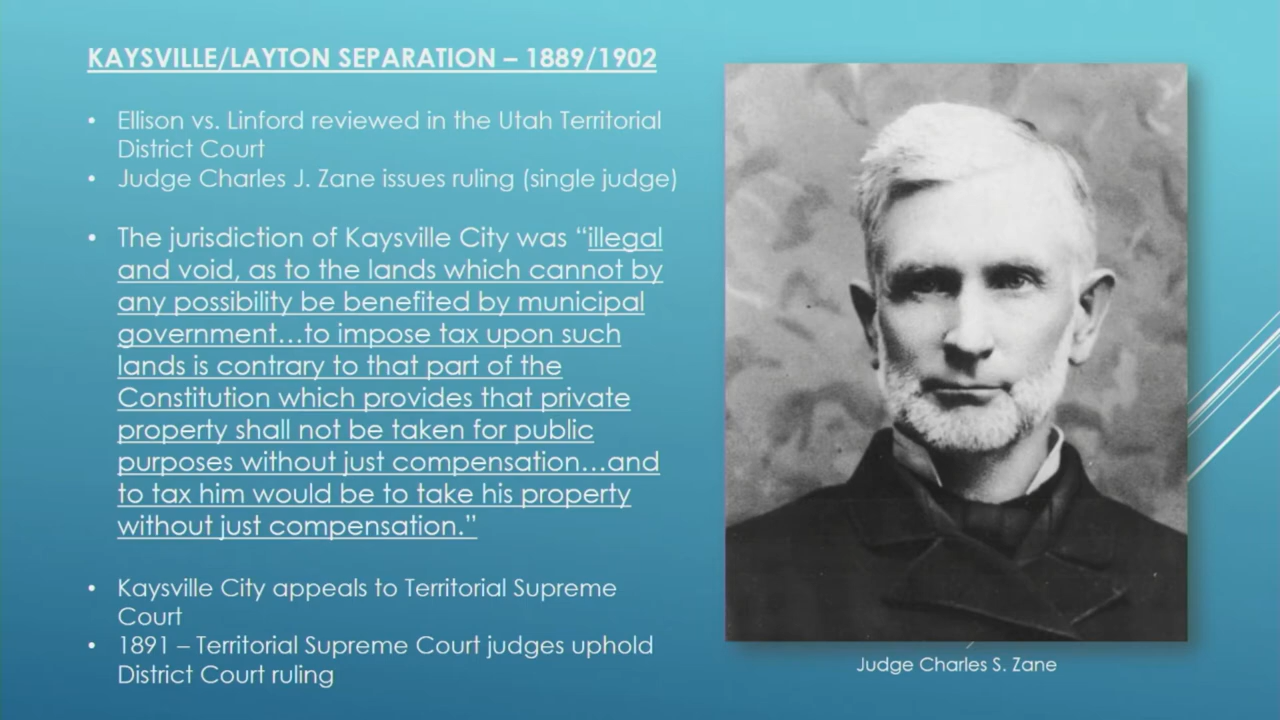 KAYSVILLE/LAYTON SEPARATION – 1889/1902
• Ellison vs. Linford reviewed in the Utah Territorial
District Court
• Judge Charles J. Zane issues ruling (single judge)
• The jurisdiction of Kaysville City was “illegal
and void, as to the lands which cannot by
any possibility be benefited by municipal
government…to impose tax upon such
lands is contrary to that part of the
Constitution which provides that private
property shall not be taken for public
purposes without just compensation…and
to tax him would be to take his property
without just compensation.”
• Kaysville City appeals to Territorial Supreme
Court
• 1891 – Territorial Supreme Court judges uphold
District Court ruling
Judge Charles S. Zane